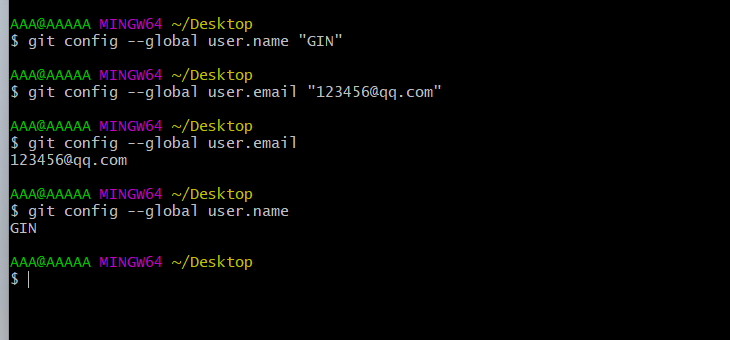 AAA@AAAAA MINGW64 ~/Desktop
$ git config --global user.name "GIN"
AAA@AAAAA MINGW64 ~/Desktop
$ git config --global user.email "123456@qq.com"
AAA@AAAAA MINGW64 ~/Desktop
$ git config --global user.email
123456@qq.com
AAA@AAAAA MINGW64 ~/Desktop
$ git config --global user.name
GIN
AAA@AAAAA MINGW64 ~/Desktop
$